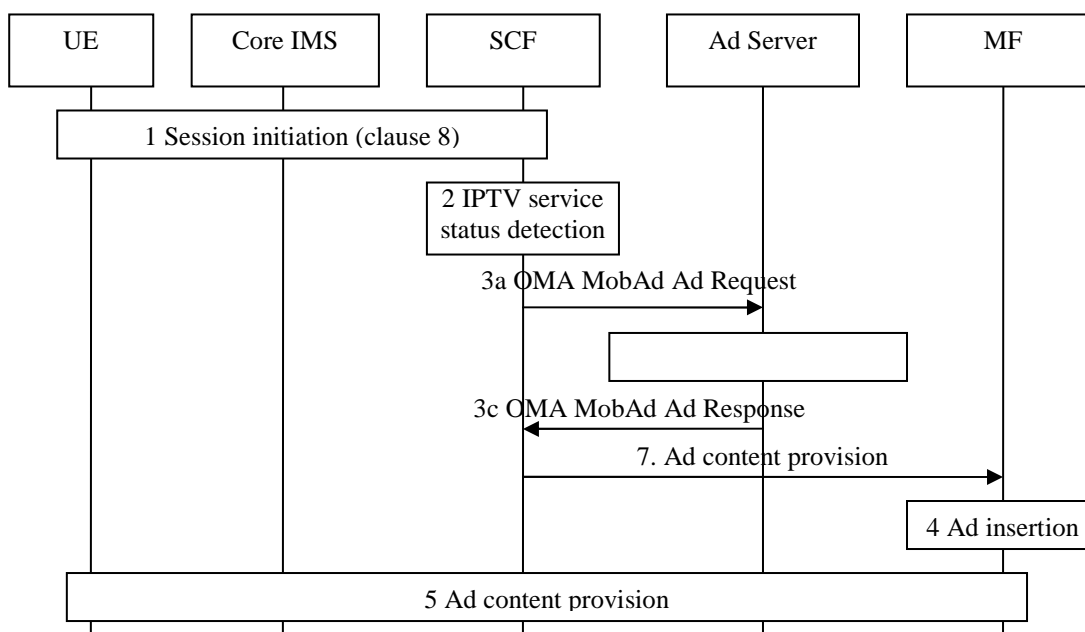 UE
Core IMS
SCF
Ad Server
MF
1 Session initiation (clause 8)
2 IPTV service
status detection
3a OMA MobAd Ad Request
3c OMA MobAd Ad Response
7. Ad content provision
4 Ad insertion
5 Ad content provision